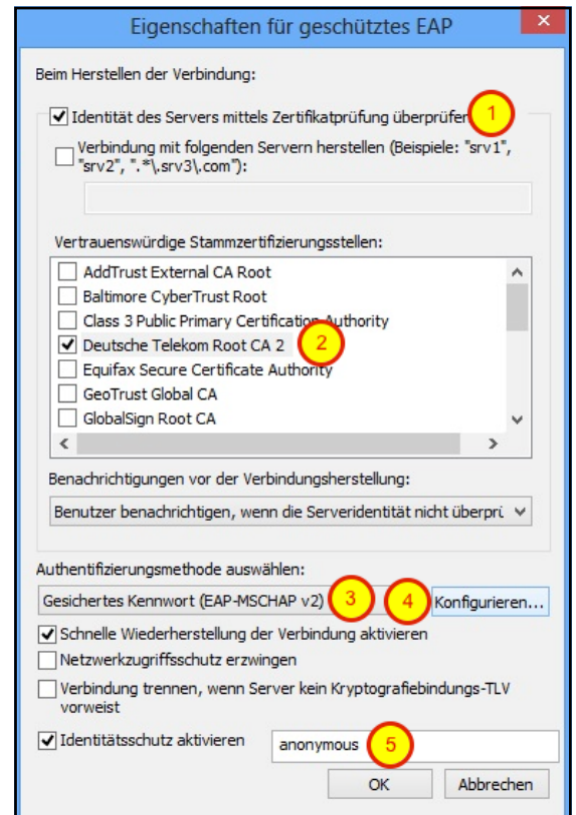 Eigenschaften für geschütztes EAP
Beim Herstellen der Verbindung:
Identität des Servers mittels Zertifikatprüfung überprüfen
1
Verbindung mit folgenden Servern herstellen (Beispiele: "srv1",
"srv2", ".*\.srv3\.com"):
Vertrauenswürdige Stammzertifizierungsstellen:
AddTrust External CA Root
Baltimore CyberTrust Root
Class 3 Public Primary Certification Authority
Deutsche Telekom Root CA 2
2
Equifax Secure Certificate Authority
GeoTrust Global CA
GlobalSign Root CA
Benachrichtigungen vor der Verbindungsherstellung:
Benutzer benachrichtigen, wenn die Serveridentität nicht überpri
Authentifizierungsmethode auswählen:
Gesichertes Kennwort (EAP-MSCHAP v2) 3 4 Konfigurieren...
Schnelle Wiederherstellung der Verbindung aktivieren
Netzwerkzugriffsschutz erzwingen
Verbindung trennen, wenn Server kein Kryptografiebindungs-TLV
vorweist
Identitätsschutz aktivieren anonymous 5
OK Abbrechen